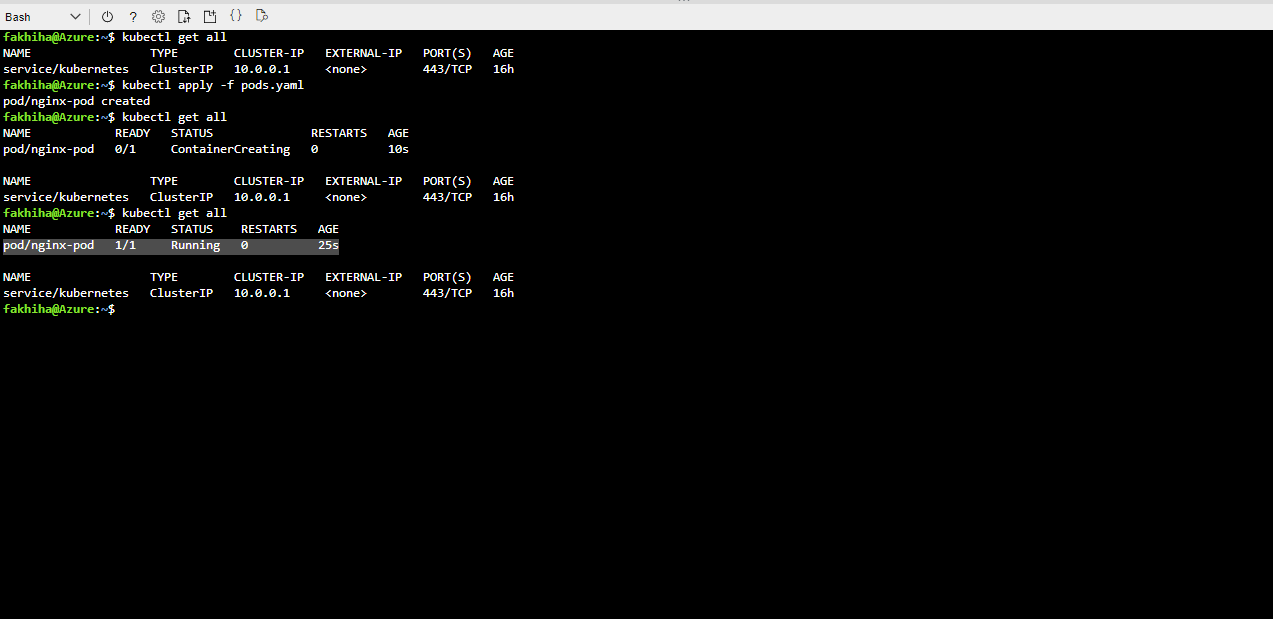 Bash ? {}
fakhiha@Azure:~$ kubectl get all
NAME                 TYPE        CLUSTER-IP   EXTERNAL-IP   PORT(S)   AGE
service/kubernetes   ClusterIP   10.0.0.1     <none>        443/TCP   16h
fakhiha@Azure:~$ kubectl apply -f pods.yaml
pod/nginx-pod created
fakhiha@Azure:~$ kubectl get all
NAME            READY   STATUS              RESTARTS   AGE
pod/nginx-pod   0/1     ContainerCreating   0          10s
NAME                 TYPE        CLUSTER-IP   EXTERNAL-IP   PORT(S)   AGE
service/kubernetes   ClusterIP   10.0.0.1     <none>        443/TCP   16h
fakhiha@Azure:~$ kubectl get all
NAME            READY   STATUS    RESTARTS   AGE
pod/nginx-pod   1/1     Running   0          25s
NAME                 TYPE        CLUSTER-IP   EXTERNAL-IP   PORT(S)   AGE
service/kubernetes   ClusterIP   10.0.0.1     <none>        443/TCP   16h
fakhiha@Azure:~$